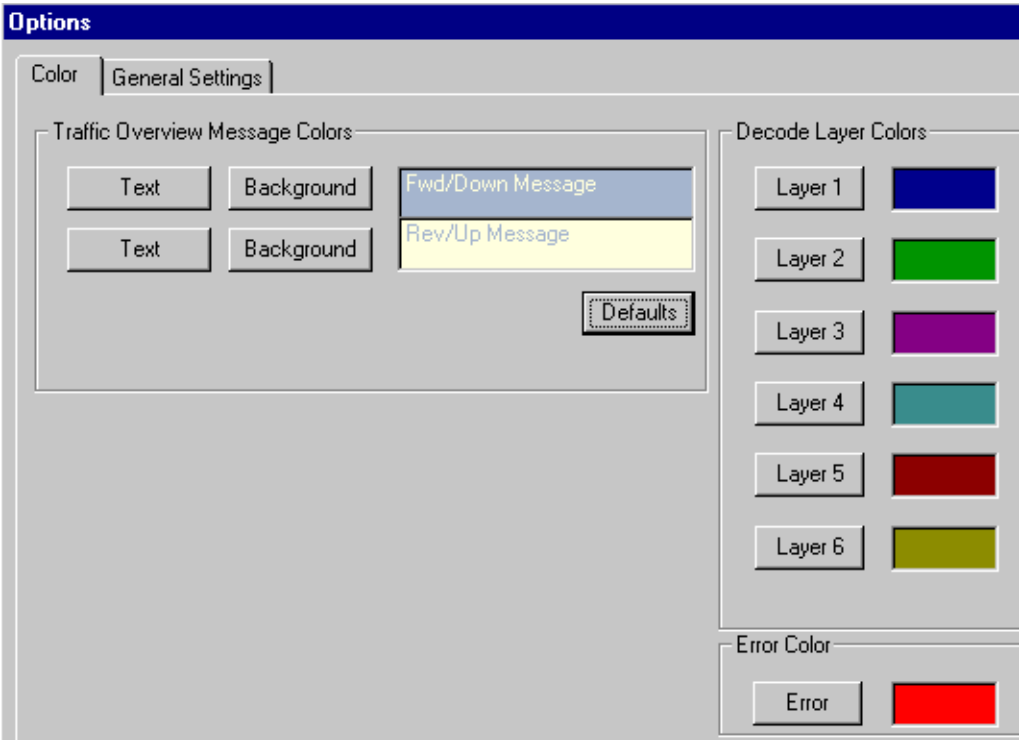 Options
Color General Settings
Traffic Overview Message Colors
Text Background Fwd/Down Message
Text Background Rev/Up Message
Defaults
Decode Layer Colors
Layer 1
Layer 2
Layer 3
Layer 4
Layer 5
Layer 6
Error Color
Error